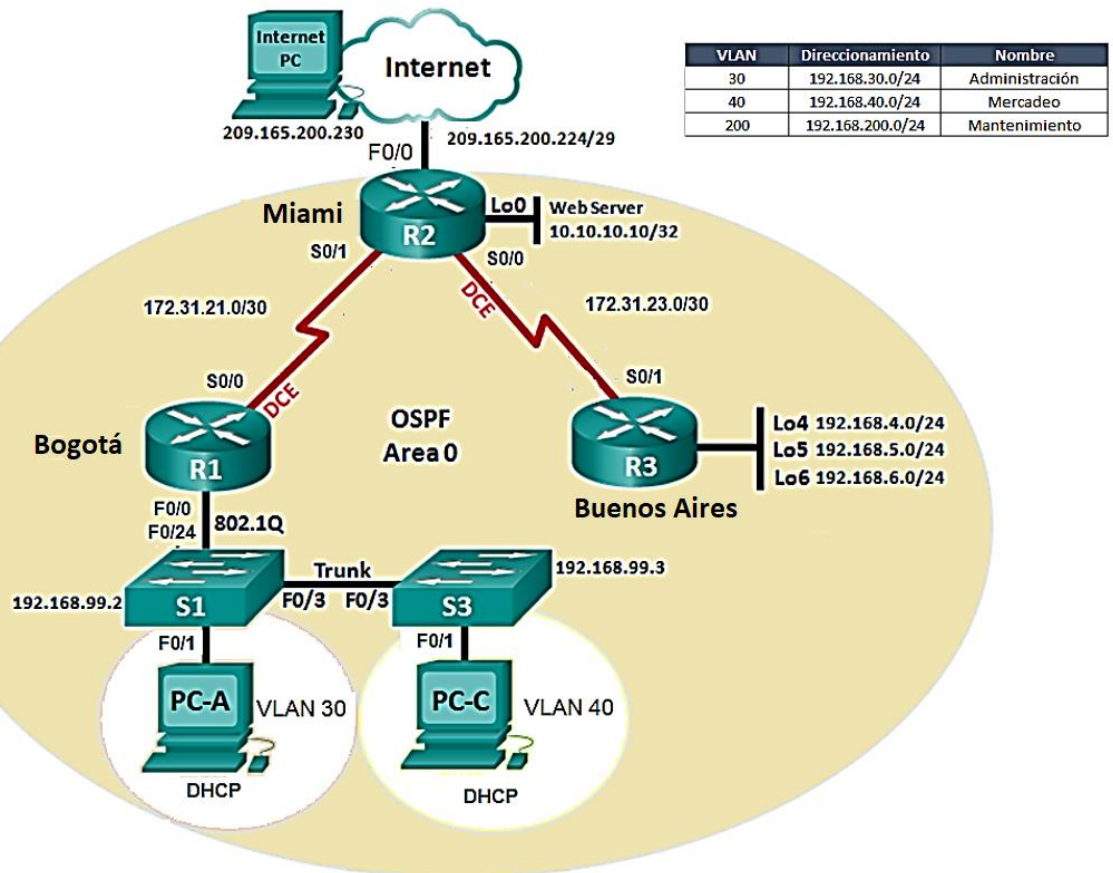 Internet
PC
Internet
209.165.200.230
209.165.200.224/29
F0/0
VLAN Direccionamiento Nombre
30 192.168.30.0/24 Administración
40 192.168.40.0/24 Mercadeo
200 192.168.200.0/24 Mantenimiento
Miami
R2
Lo0
Web Server
10.10.10.10/32
S0/1
S0/0
DCE
172.31.21.0/30
172.31.23.0/30
S0/0
DCE
S0/1
Bogotá
R1
OSPF
Area 0
R3
Lo4 192.168.4.0/24
Lo5 192.168.5.0/24
Lo6 192.168.6.0/24
Buenos Aires
F0/0
F0/24
802.1Q
192.168.99.2
S1
Trunk
F0/3 F0/3
S3
192.168.99.3
F0/1
F0/1
PC-A
VLAN 30
PC-C
VLAN 40
DHCP
DHCP